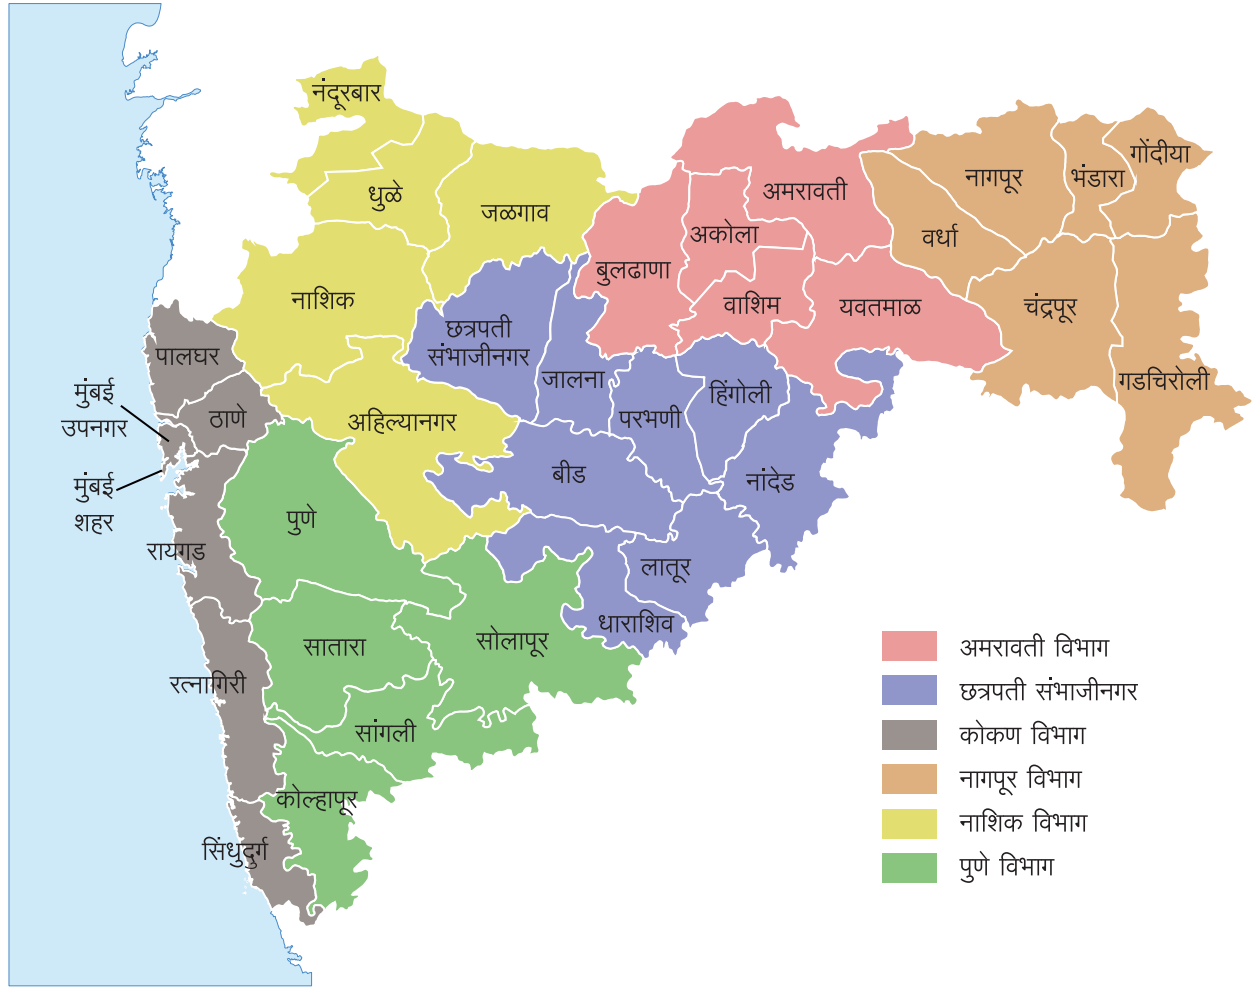 नंदूरबार
धुळे
जळगाव
नाशिक
अहिल्यानगर
बुलढाणा
अकोला
अमरावती
वाशिम
यवतमाळ
वर्धा
नागपूर
भंडारा
गोंदीया
चंद्रपूर
गडचिरोली
छत्रपती
संभाजीनगर
जालना
परभणी
हिंगोली
बीड
नांदेड
लातूर
धाराशिव
पालघर
ठाणे
मुंबई
उपनगर
मुंबई
शहर
रायगड
रत्नागिरी
सिंधुदुर्ग
पुणे
सातारा
सोलापूर
सांगली
कोल्हापूर
अमरावती विभाग
छत्रपती संभाजीनगर
कोकण विभाग
नागपूर विभाग
नाशिक विभाग
पुणे विभाग